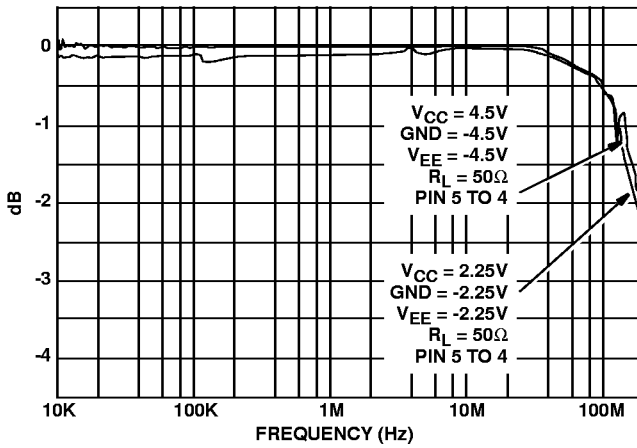 0
-1
-2
-3
-4
dB
VCC = 4.5V
GND = -4.5V
VEE = -4.5V
RL = 50Ω
PIN 5 TO 4
VCC = 2.25V
GND = -2.25V
VEE = -2.25V
RL = 50Ω
PIN 5 TO 4
10K 100K 1M 10M 100M
FREQUENCY (Hz)